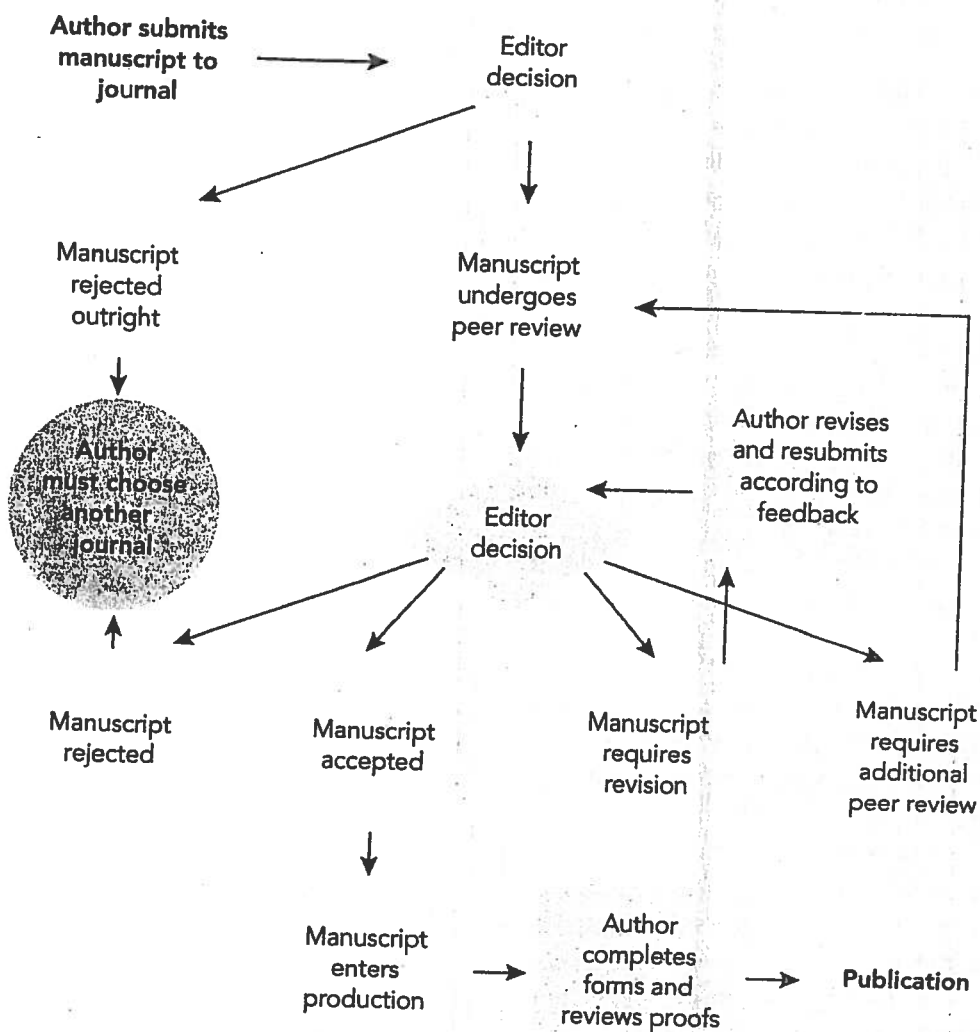 Author submits
manuscript to
journal
Editor
decision
Manuscript
rejected
outright
Manuscript
undergoes
peer review
Author
must choose
another
journal
Author revises
and resubmits
according to
feedback
Editor
decision
Manuscript
rejected
Manuscript
accepted
Manuscript
requires
revision
Manuscript
requires
additional
peer review
Manuscript
enters
production
Author
completes
forms and
reviews proofs
Publication